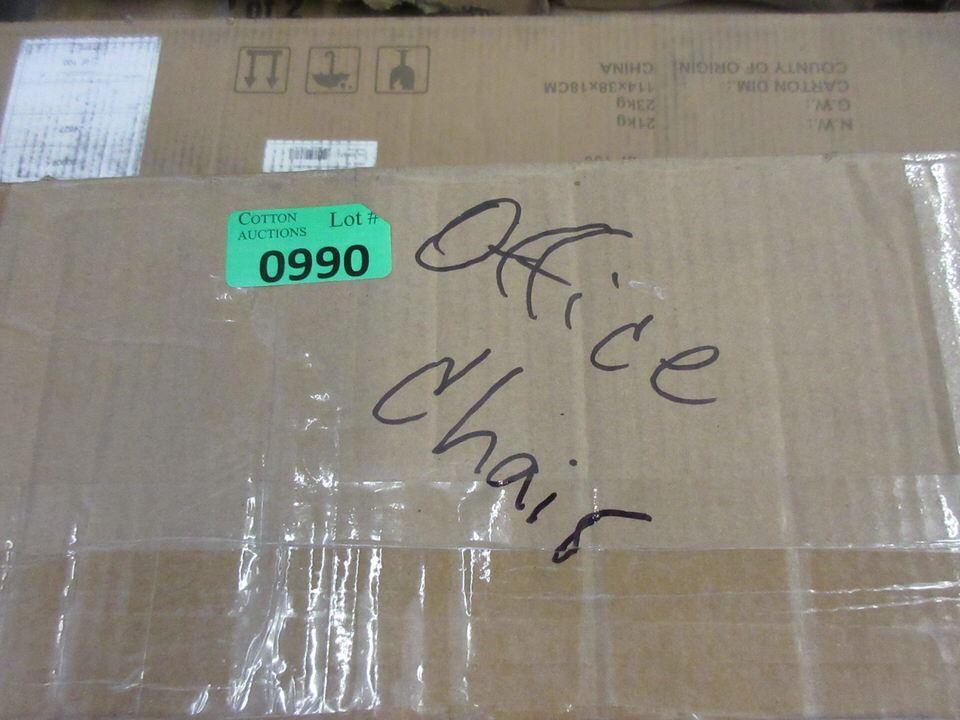 COUNTY OF ORIGIN: CHINA
CARTON DIM.: 114x38x18CM
G.W.: 23kg
N.W.: 21kg
COTTON AUCTIONS
Lot #
0990
Office
Chair